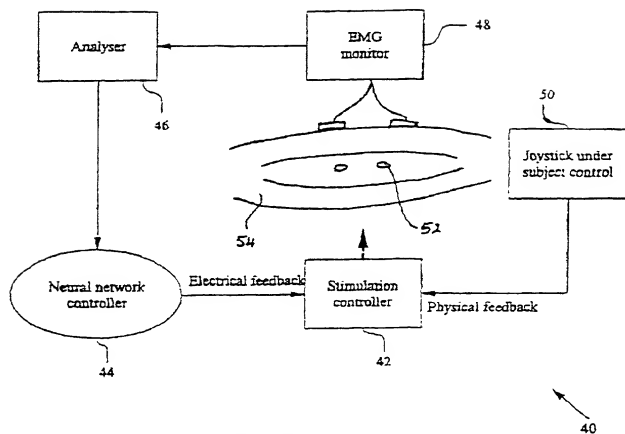 Analyser
46
EMG
monitor
48
50
Joystick under
subject control
54
52
Neural network
controller
44
Electrical feedback
Stimulation
controller
42
Physical feedback
40